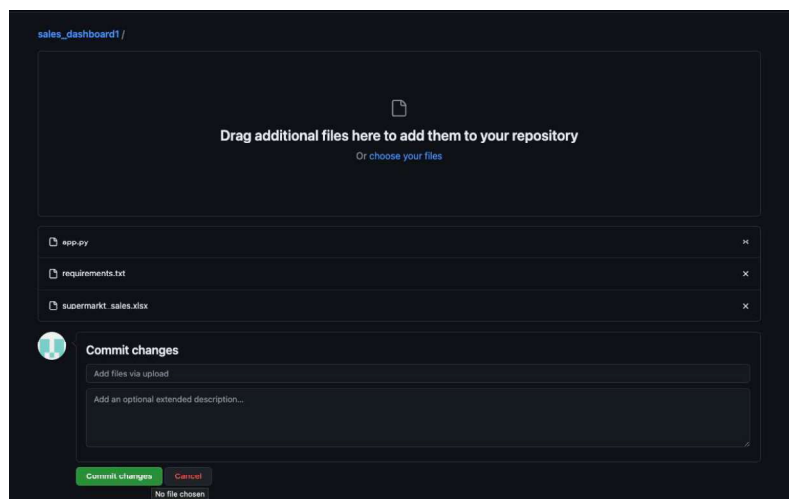 sales_dashboard1 /
Drag additional files here to add them to your repository
Or choose your files
app.py
requirements.txt
supermarkt_sales.xlsx
Commit changes
Add files via upload
Add an optional extended description...
Commit changes Cancel
No file chosen